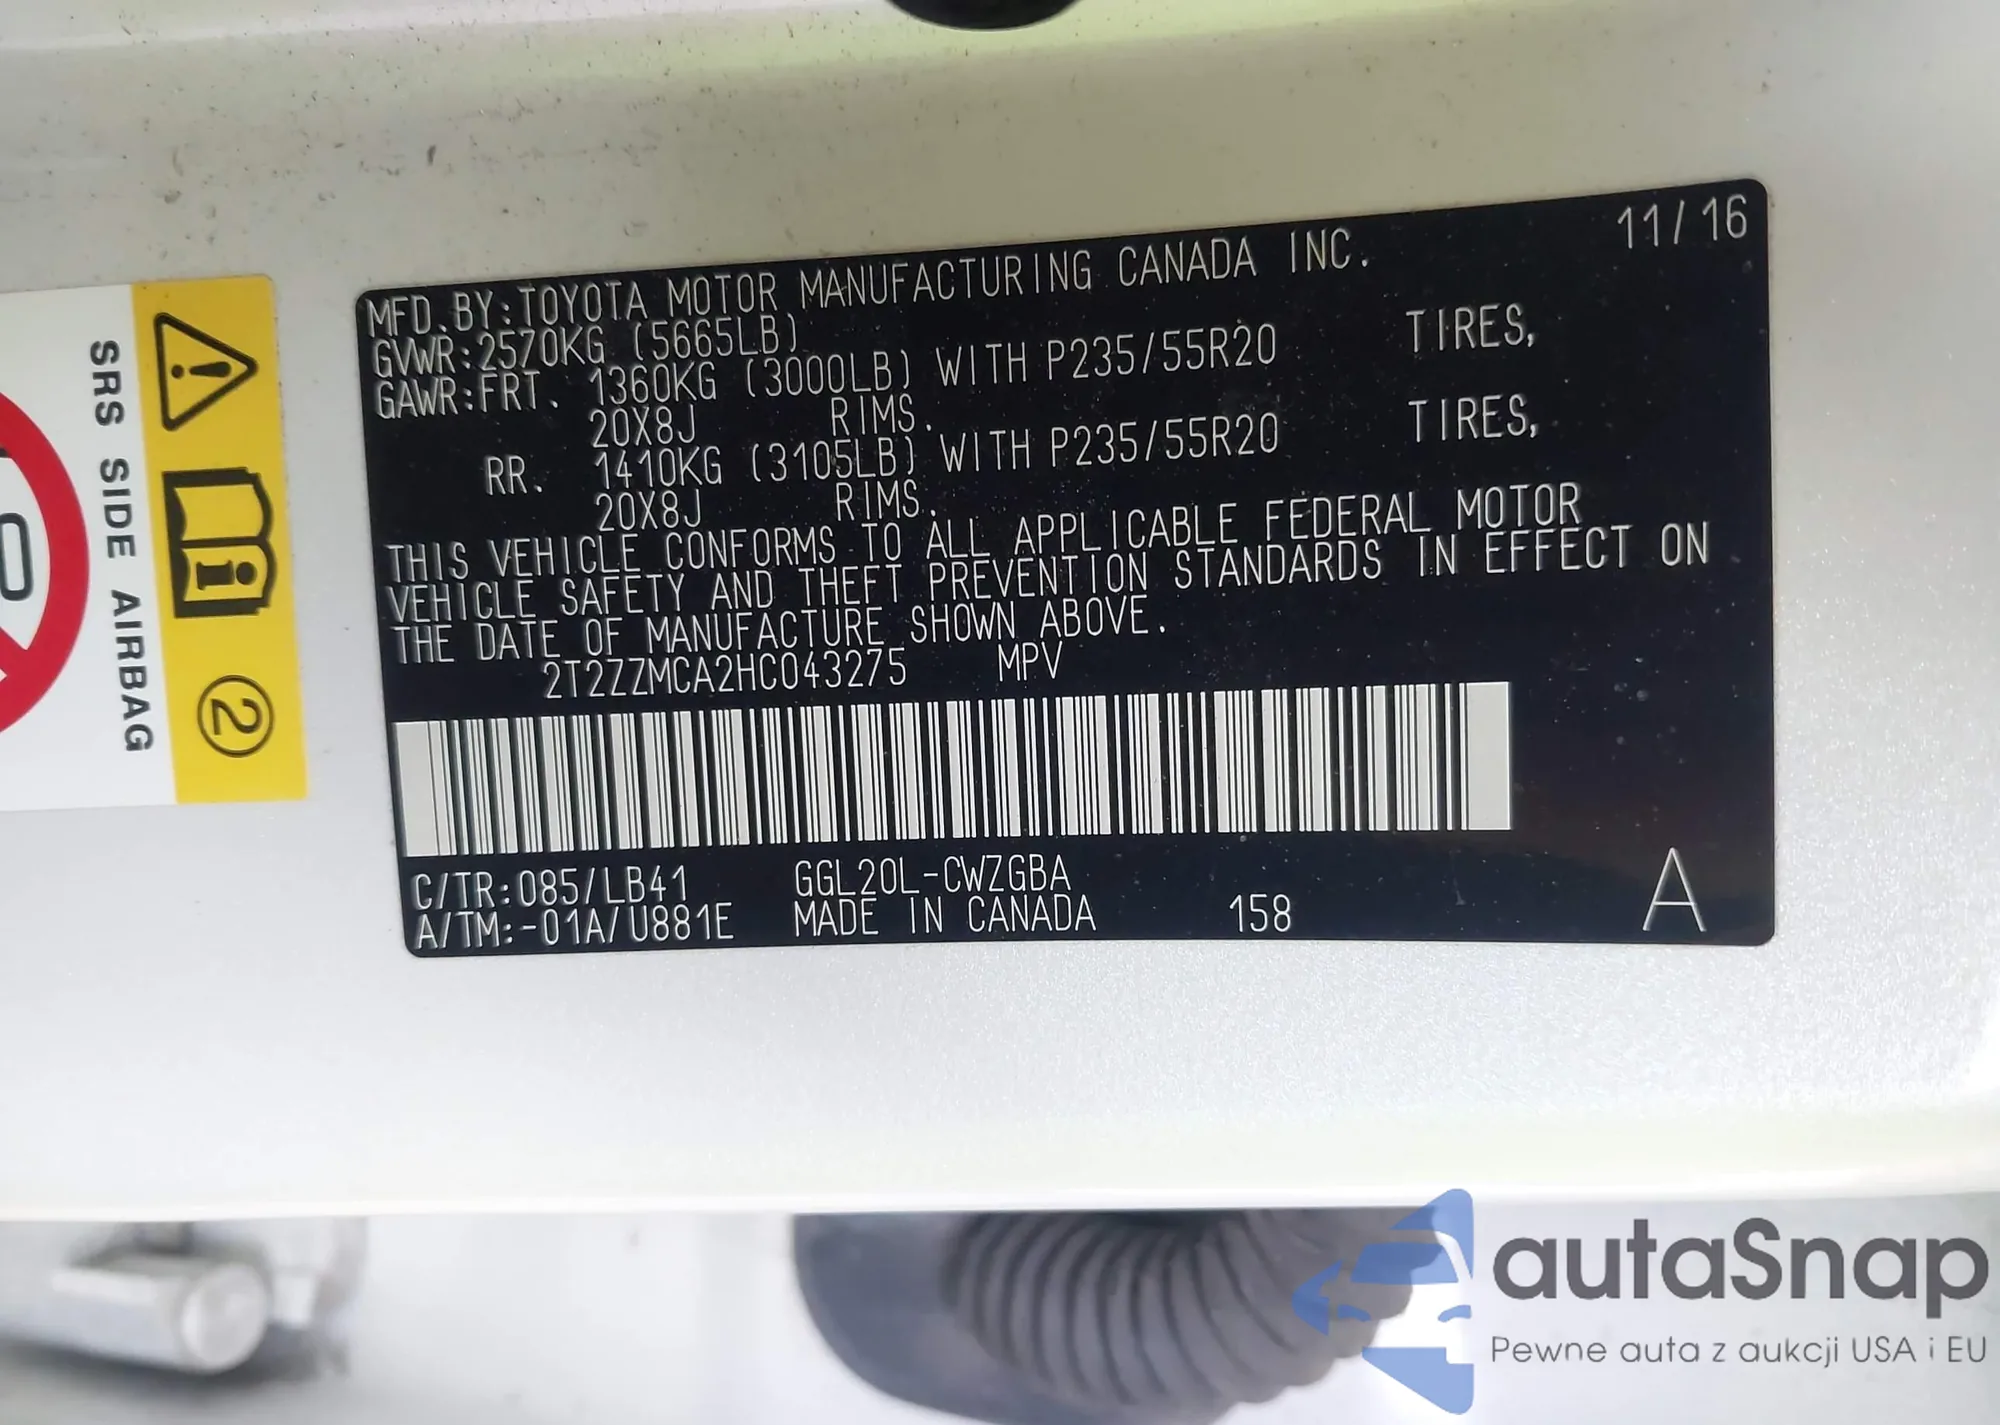 11/16
MFD.BY:TOYOTA MOTOR MANUFACTURING CANADA INC.
GVWR:2570KG (5665LB)
GAWR:FRT. 1360KG (3000LB) WITH P235/55R20 TIRES,
20X8J RIMS.
RR. 1410KG (3105LB) WITH P235/55R20 TIRES,
20X8J RIMS.
THIS VEHICLE CONFORMS TO ALL APPLICABLE FEDERAL MOTOR
VEHICLE SAFETY AND THEFT PREVENTION STANDARDS IN EFFECT ON
THE DATE OF MANUFACTURE SHOWN ABOVE.
2T2ZZMCA2HC043275 MPV
C/TR:085/LB41 GGL20L-CWZGBA
A/TM:-01A/U881E MADE IN CANADA 158 A
SRS SIDE AIRBAG
2
autaSnap
Pewne auta z aukcji USA i EU